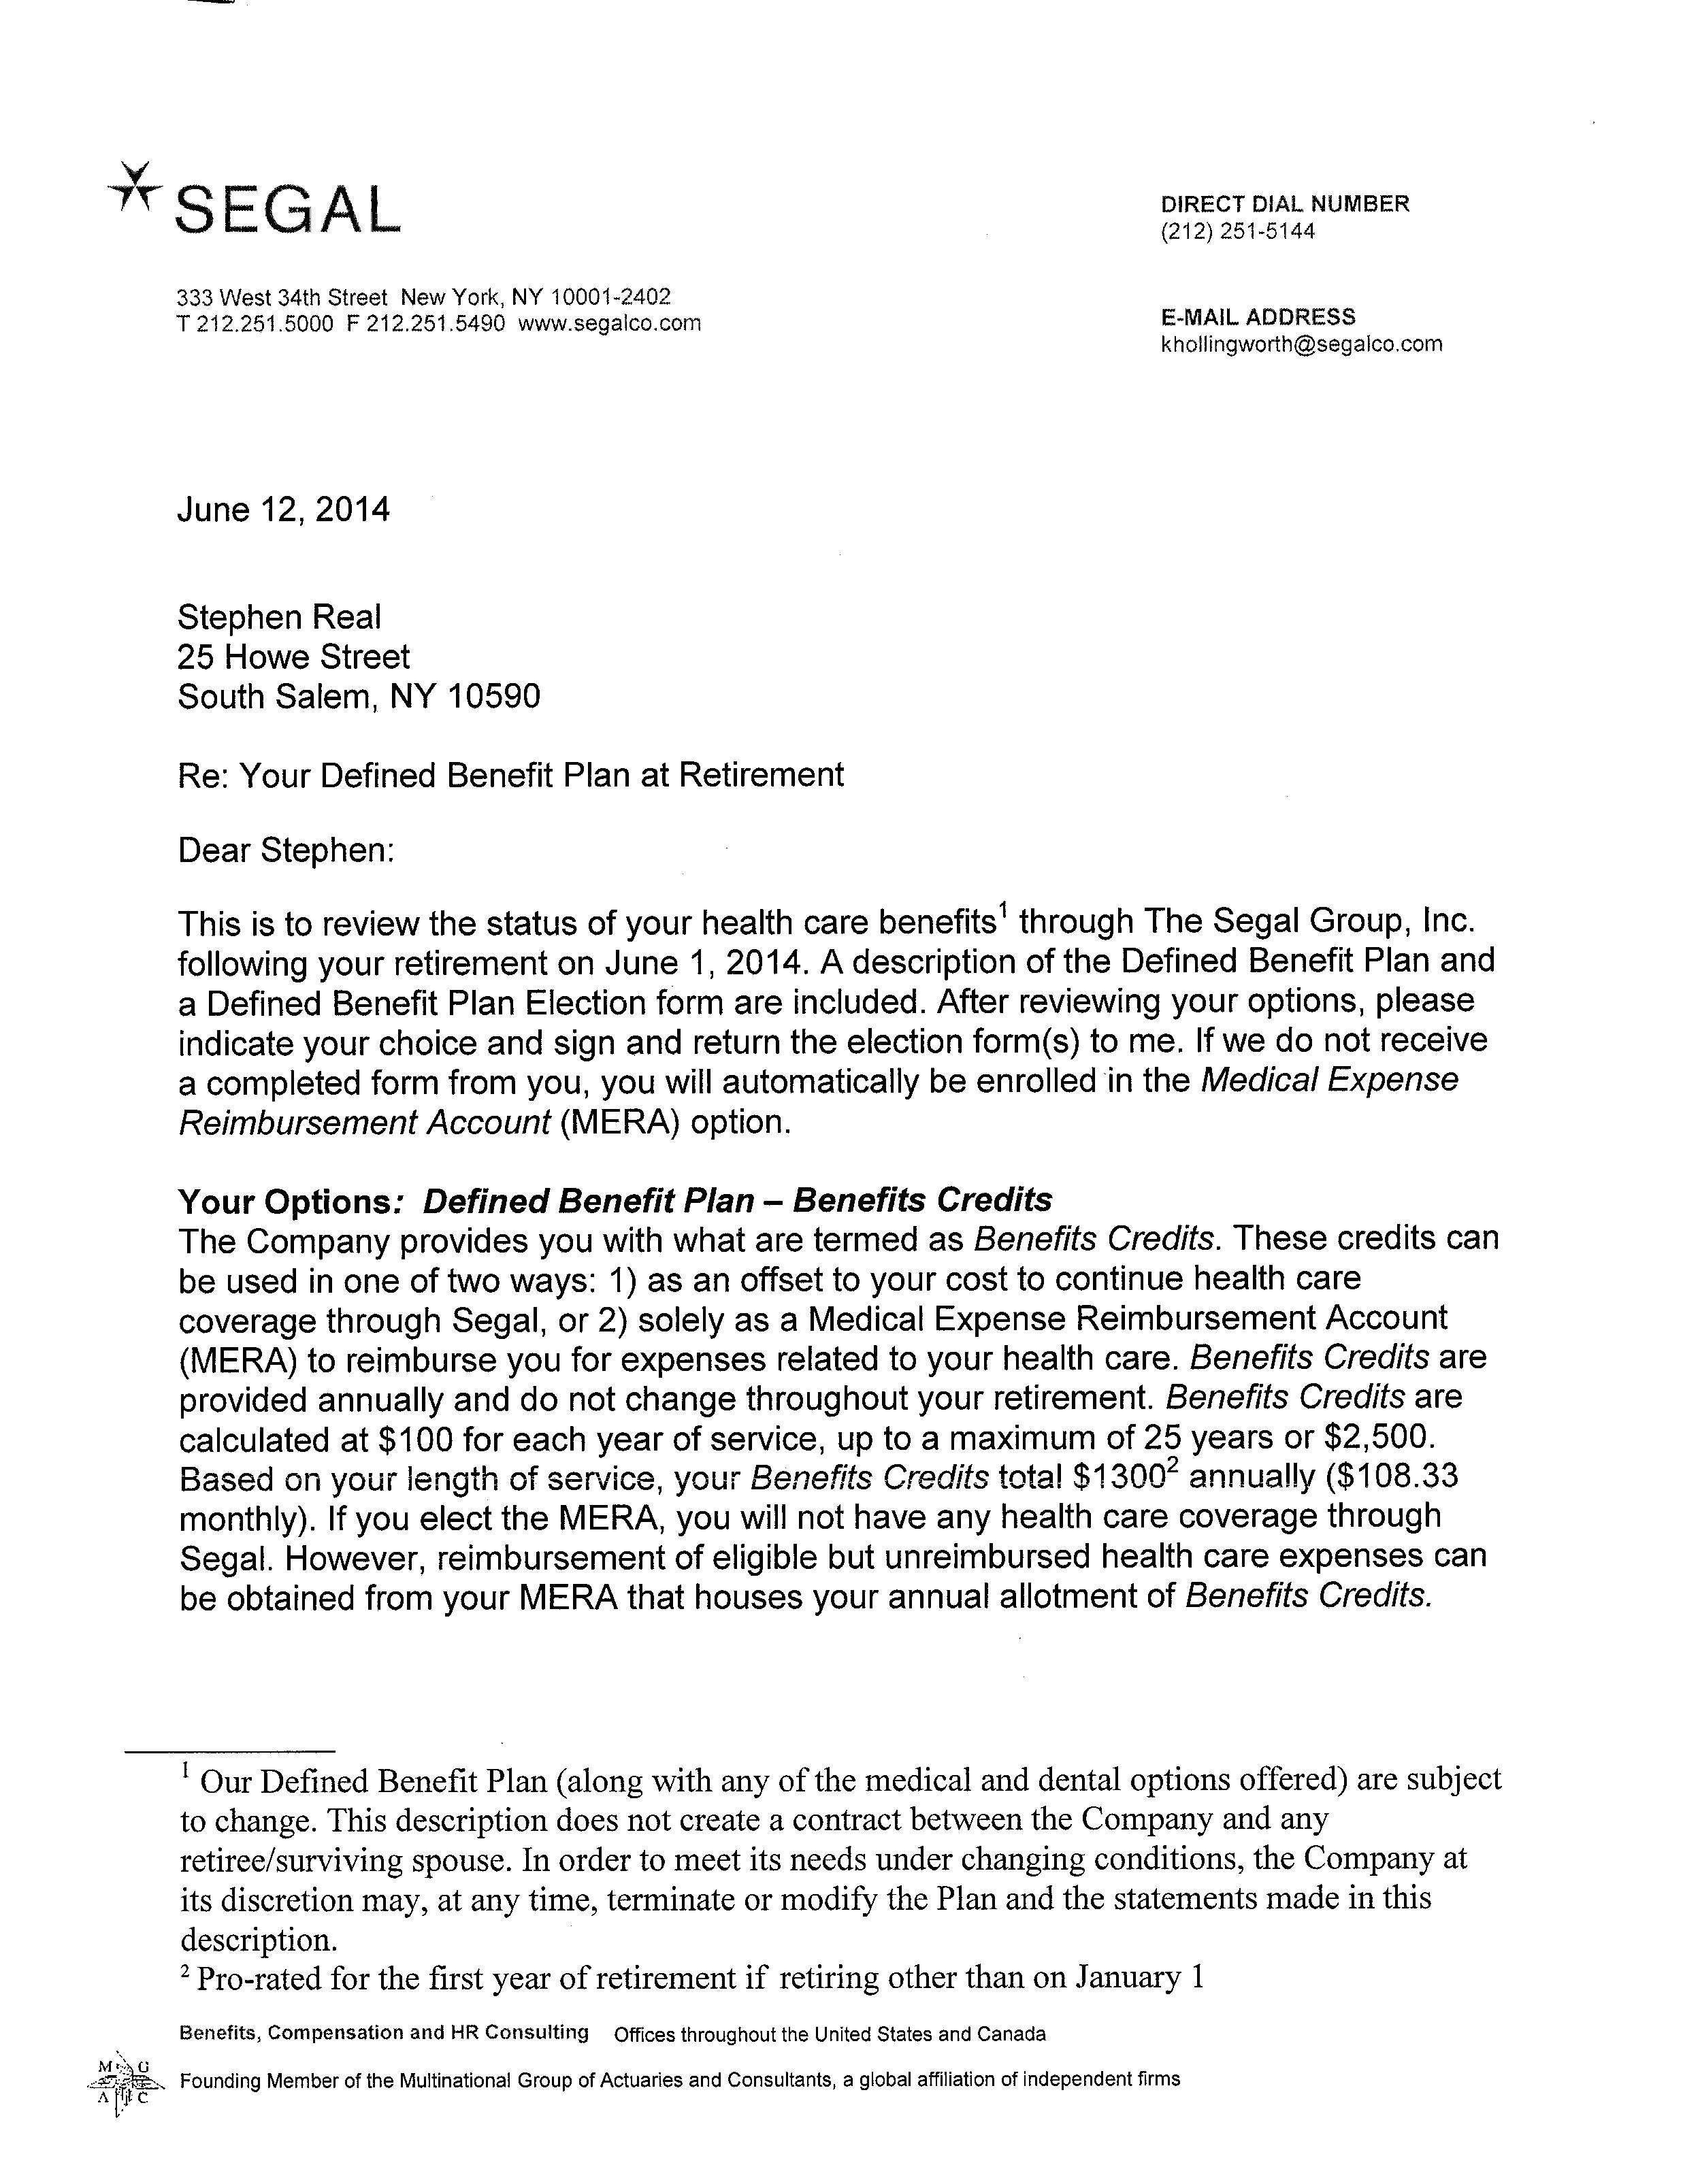 SEGAL
DIRECT DIAL NUMBER
(212) 251-5144
333 West 34th Street New York, NY 10001-2402
T 212.251.5000 F 212.251.5490 www.segalco.com
E-MAIL ADDRESS
khollingworth@segalco.com
June 12, 2014
Stephen Real
25 Howe Street
South Salem, NY 10590
Re: Your Defined Benefit Plan at Retirement
Dear Stephen:
This is to review the status of your health care benefits¹ through The Segal Group, Inc.
following your retirement on June 1, 2014. A description of the Defined Benefit Plan and
a Defined Benefit Plan Election form are included. After reviewing your options, please
indicate your choice and sign and return the election form(s) to me. If we do not receive
a completed form from you, you will automatically be enrolled in the Medical Expense
Reimbursement Account (MERA) option.
Your Options: Defined Benefit Plan – Benefits Credits
The Company provides you with what are termed as Benefits Credits. These credits can
be used in one of two ways: 1) as an offset to your cost to continue health care
coverage through Segal, or 2) solely as a Medical Expense Reimbursement Account
(MERA) to reimburse you for expenses related to your health care. Benefits Credits are
provided annually and do not change throughout your retirement. Benefits Credits are
calculated at $100 for each year of service, up to a maximum of 25 years or $2,500.
Based on your length of service, your Benefits Credits total $1300² annually ($108.33
monthly). If you elect the MERA, you will not have any health care coverage through
Segal. However, reimbursement of eligible but unreimbursed health care expenses can
be obtained from your MERA that houses your annual allotment of Benefits Credits.
¹ Our Defined Benefit Plan (along with any of the medical and dental options offered) are subject
to change. This description does not create a contract between the Company and any
retiree/surviving spouse. In order to meet its needs under changing conditions, the Company at
its discretion may, at any time, terminate or modify the Plan and the statements made in this
description.
² Pro-rated for the first year of retirement if retiring other than on January 1
Benefits, Compensation and HR Consulting Offices throughout the United States and Canada
M G
A C
Founding Member of the Multinational Group of Actuaries and Consultants, a global affiliation of independent firms